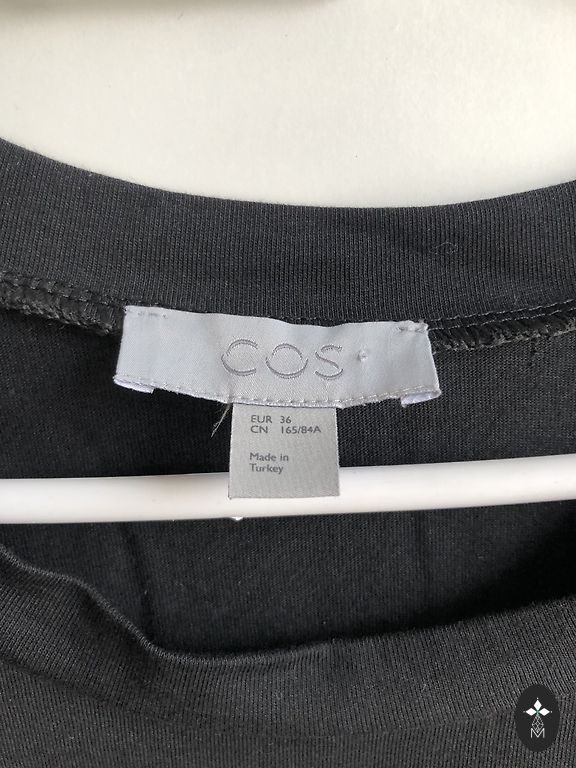 COS
EUR 36
CN 165/84A
Made in
Turkey
M